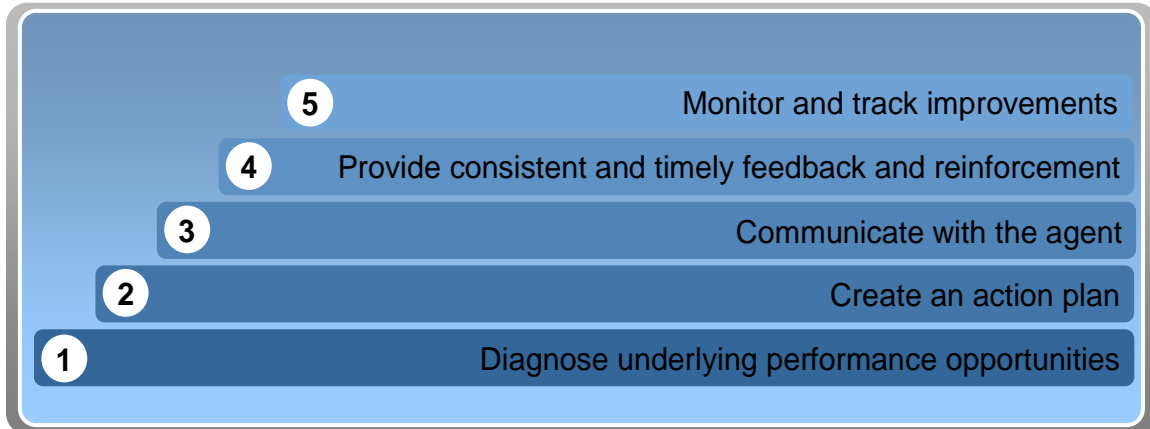 5 Monitor and track improvements
4 Provide consistent and timely feedback and reinforcement
3 Communicate with the agent
2 Create an action plan
1 Diagnose underlying performance opportunities